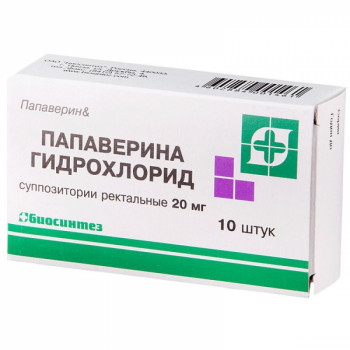 Папаверин&
ПАПАВЕРИНА
ГИДРОХЛОРИД
суппозитории ректальные 20 мг
10 штук
биосинтез